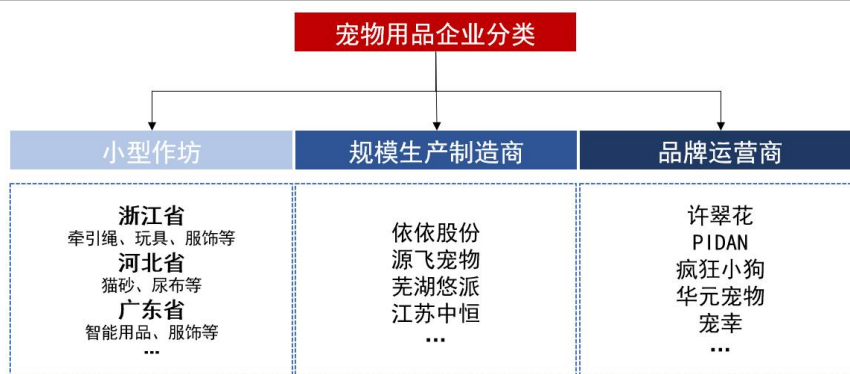 宠物用品企业分类
小型作坊
规模生产制造商
品牌运营商
浙江省
牵引绳、玩具、服饰等
河北省
猫砂、尿布等
广东省
智能用品、服饰等
…
依依股份
源飞宠物
芜湖悠派
江苏中恒
…
许翠花
PIDAN
疯狂小狗
华元宠物
宠幸
…